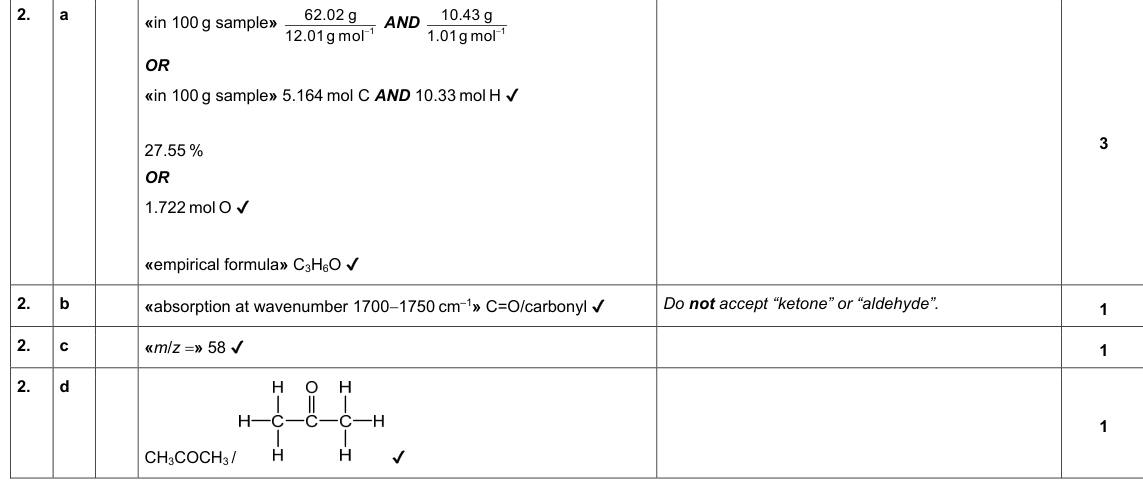 2. a «in 100 g sample» 62.02 g / 12.01 g mol⁻¹ AND 10.43 g / 1.01 g mol⁻¹
OR
«in 100 g sample» 5.164 mol C AND 10.33 mol H ✓
27.55 %
OR
1.722 mol O ✓
«empirical formula» C₃H₆O ✓
3
2. b «absorption at wavenumber 1700–1750 cm⁻¹» C=O/carbonyl ✓ Do not accept “ketone” or “aldehyde”. 1
2. c «m/z =» 58 ✓ 1
2. d
H O H
H–C–C–C–H
1
CH₃COCH₃ / H H ✓